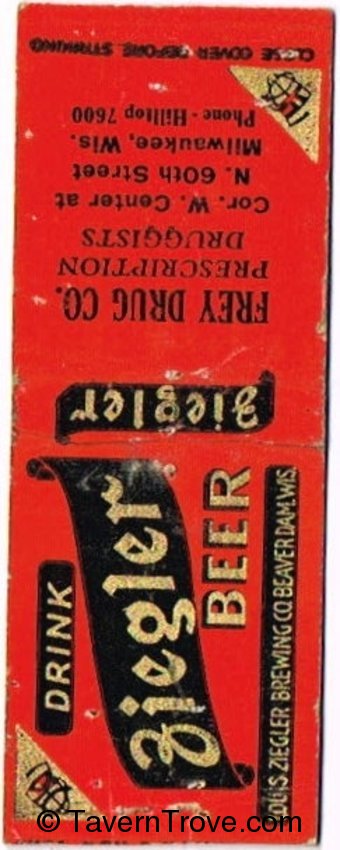 CLOSE COVER BEFORE STRIKING
FREY DRUG CO.
PRESCRIPTION
DRUGGISTS
Cor. W. Center at
N. 60th Street
Milwaukee, Wis.
Phone - Hilltop 7600
Ziegler
DRINK
Ziegler
BEER
LOUIS ZIEGLER BREWING CO. BEAVER DAM, WIS.
© TavernTrove.com